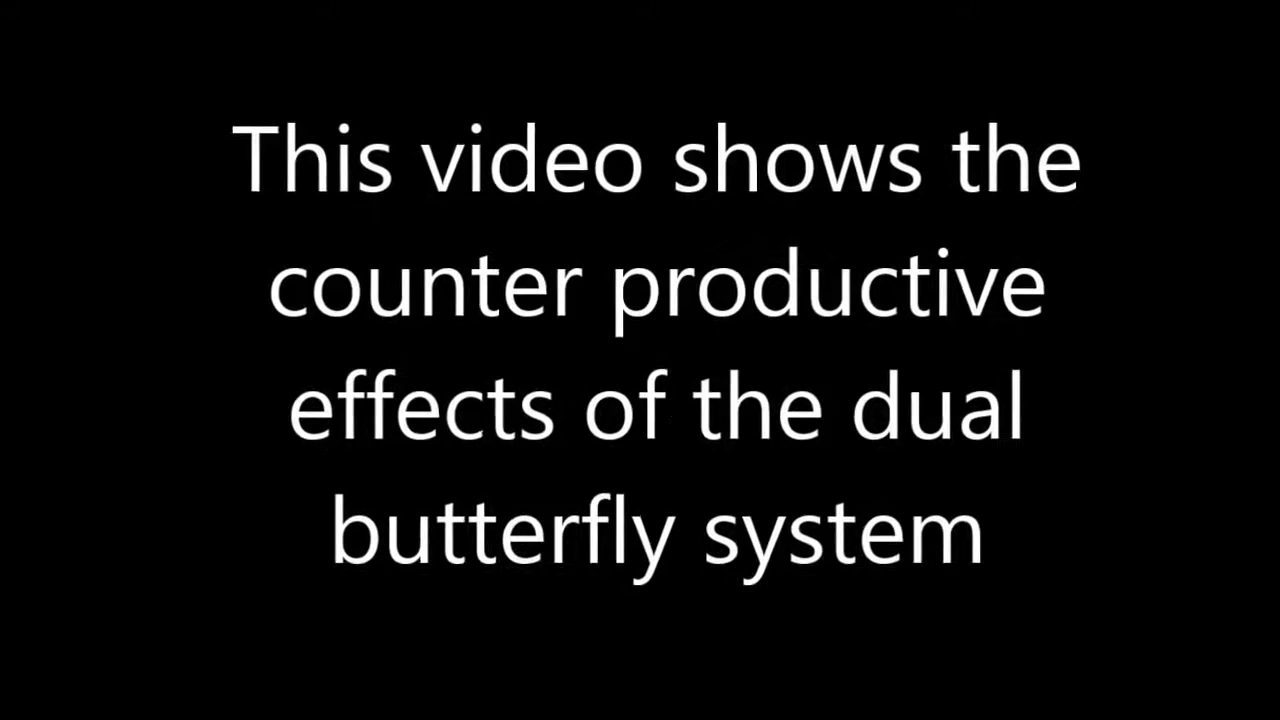 This video shows the
counter productive
effects of the dual
butterfly system